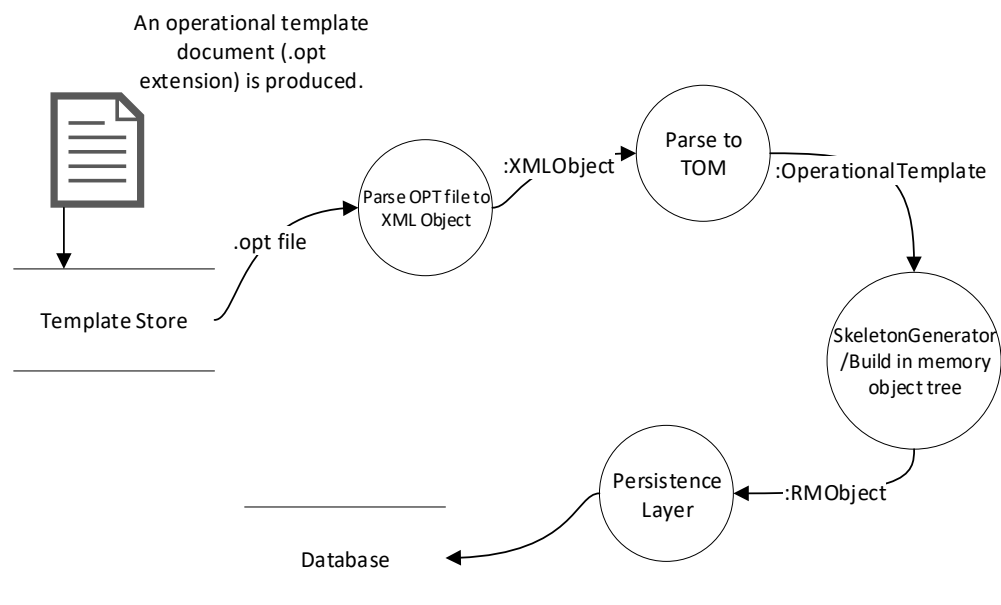 An operational template
document (.opt
extension) is produced.
Template Store
.opt file
Parse OPT file to
XML Object
:XMLObject
Parse to
TOM
:OperationalTemplate
SkeletonGenerator
/Build in memory
object tree
:RMObject
Persistence
Layer
Database